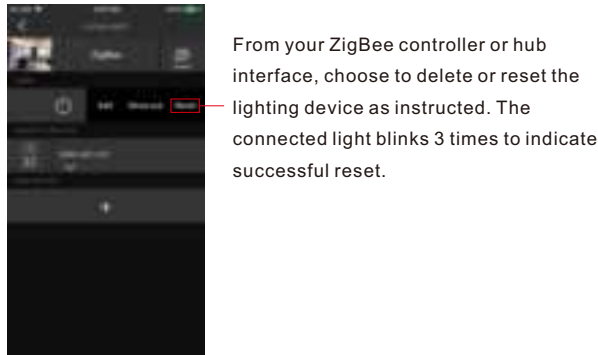 ZigBee
From your ZigBee controller or hub
interface, choose to delete or reset the
lighting device as instructed. The
connected light blinks 3 times to indicate
successful reset.